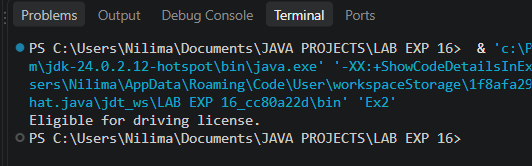 Problems Output Debug Console Terminal Ports
PS C:\Users\Nilima\Documents\JAVA PROJECTS\LAB EXP 16> & 'c:\P
m\jdk-24.0.2.12-hotspot\bin\java.exe' '-XX:+ShowCodeDetailsInEx
sers\Nilima\AppData\Roaming\Code\User\workspaceStorage\1f8afa29
hat.java\jdt_ws\LAB EXP 16_cc80a22d\bin' 'Ex2'
Eligible for driving license.
PS C:\Users\Nilima\Documents\JAVA PROJECTS\LAB EXP 16>